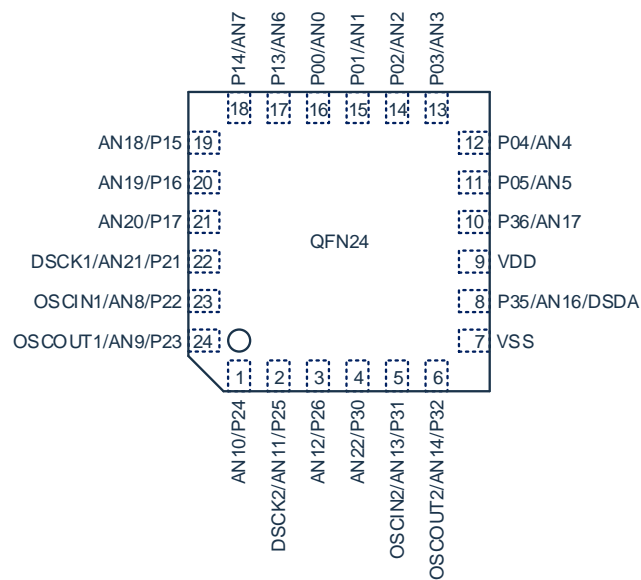 P14/AN7
P13/AN6
P00/AN0
P01/AN1
P02/AN2
P03/AN3
18
17
16
15
14
13
AN18/P15
19
12
P04/AN4
AN19/P16
20
11
P05/AN5
AN20/P17
21
10
P36/AN17
QFN24
DSCK1/AN21/P21
22
9
VDD
OSCIN1/AN8/P22
23
8
P35/AN16/DSDA
OSCOUT1/AN9/P23
24
7
VSS
1
2
3
4
5
6
AN10/P24
DSCK2/AN11/P25
AN12/P26
AN22/P30
OSCIN2/AN13/P31
OSCOUT2/AN14/P32